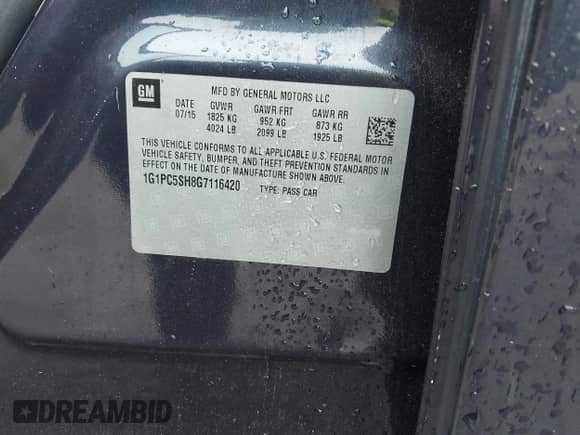 GM
MFD BY GENERAL MOTORS LLC
DATE GVWR GAWR FRT GAWR RR
07/15 1825 KG 952 KG 873 KG
4024 LB 2099 LB 1925 LB
THIS VEHICLE CONFORMS TO ALL APPLICABLE U.S. FEDERAL MOTOR
VEHICLE SAFETY, BUMPER, AND THEFT PREVENTION STANDARDS IN
EFFECT ON THE DATE OF MANUFACTURE SHOWN ABOVE.
1G1PC5SH8G7116420 TYPE: PASS CAR
DREAMBID